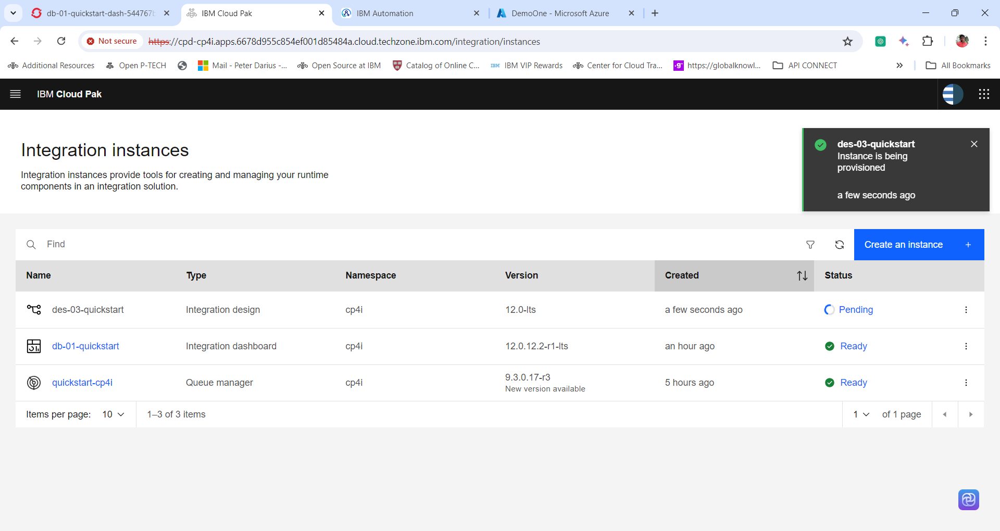 db-01-quickstart-dash-544767b
IBM Cloud Pak
IBM Automation
DemoOne - Microsoft Azure
Not secure
https://cpd-cp4i.apps.6678d955c854ef001d85484a.cloud.techzone.ibm.com/integration/instances
Additional Resources
Open P-TECH
Mail - Peter Darius -...
Open Source at IBM
Catalog of Online C...
IBM
IBM VIP Rewards
Center for Cloud Tra...
·g·
https://globalknowl...
API CONNECT
All Bookmarks
IBM Cloud Pak
Integration instances
Integration instances provide tools for creating and managing your runtime
components in an integration solution.
des-03-quickstart
Instance is being
provisioned
a few seconds ago
Find
Create an instance +
Name Type Namespace Version Created Status
des-03-quickstart Integration design cp4i 12.0-lts a few seconds ago Pending
db-01-quickstart Integration dashboard cp4i 12.0.12.2-r1-lts an hour ago Ready
quickstart-cp4i Queue manager cp4i 9.3.0.17-r3 5 hours ago Ready
New version available
Items per page: 10 1–3 of 3 items 1 of 1 page